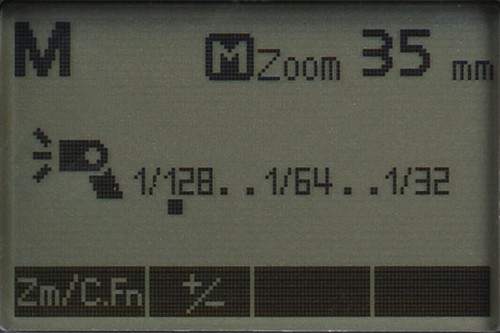 M M Zoom 35 mm
1/128..1/64..1/32
Zm/C.Fn +/-